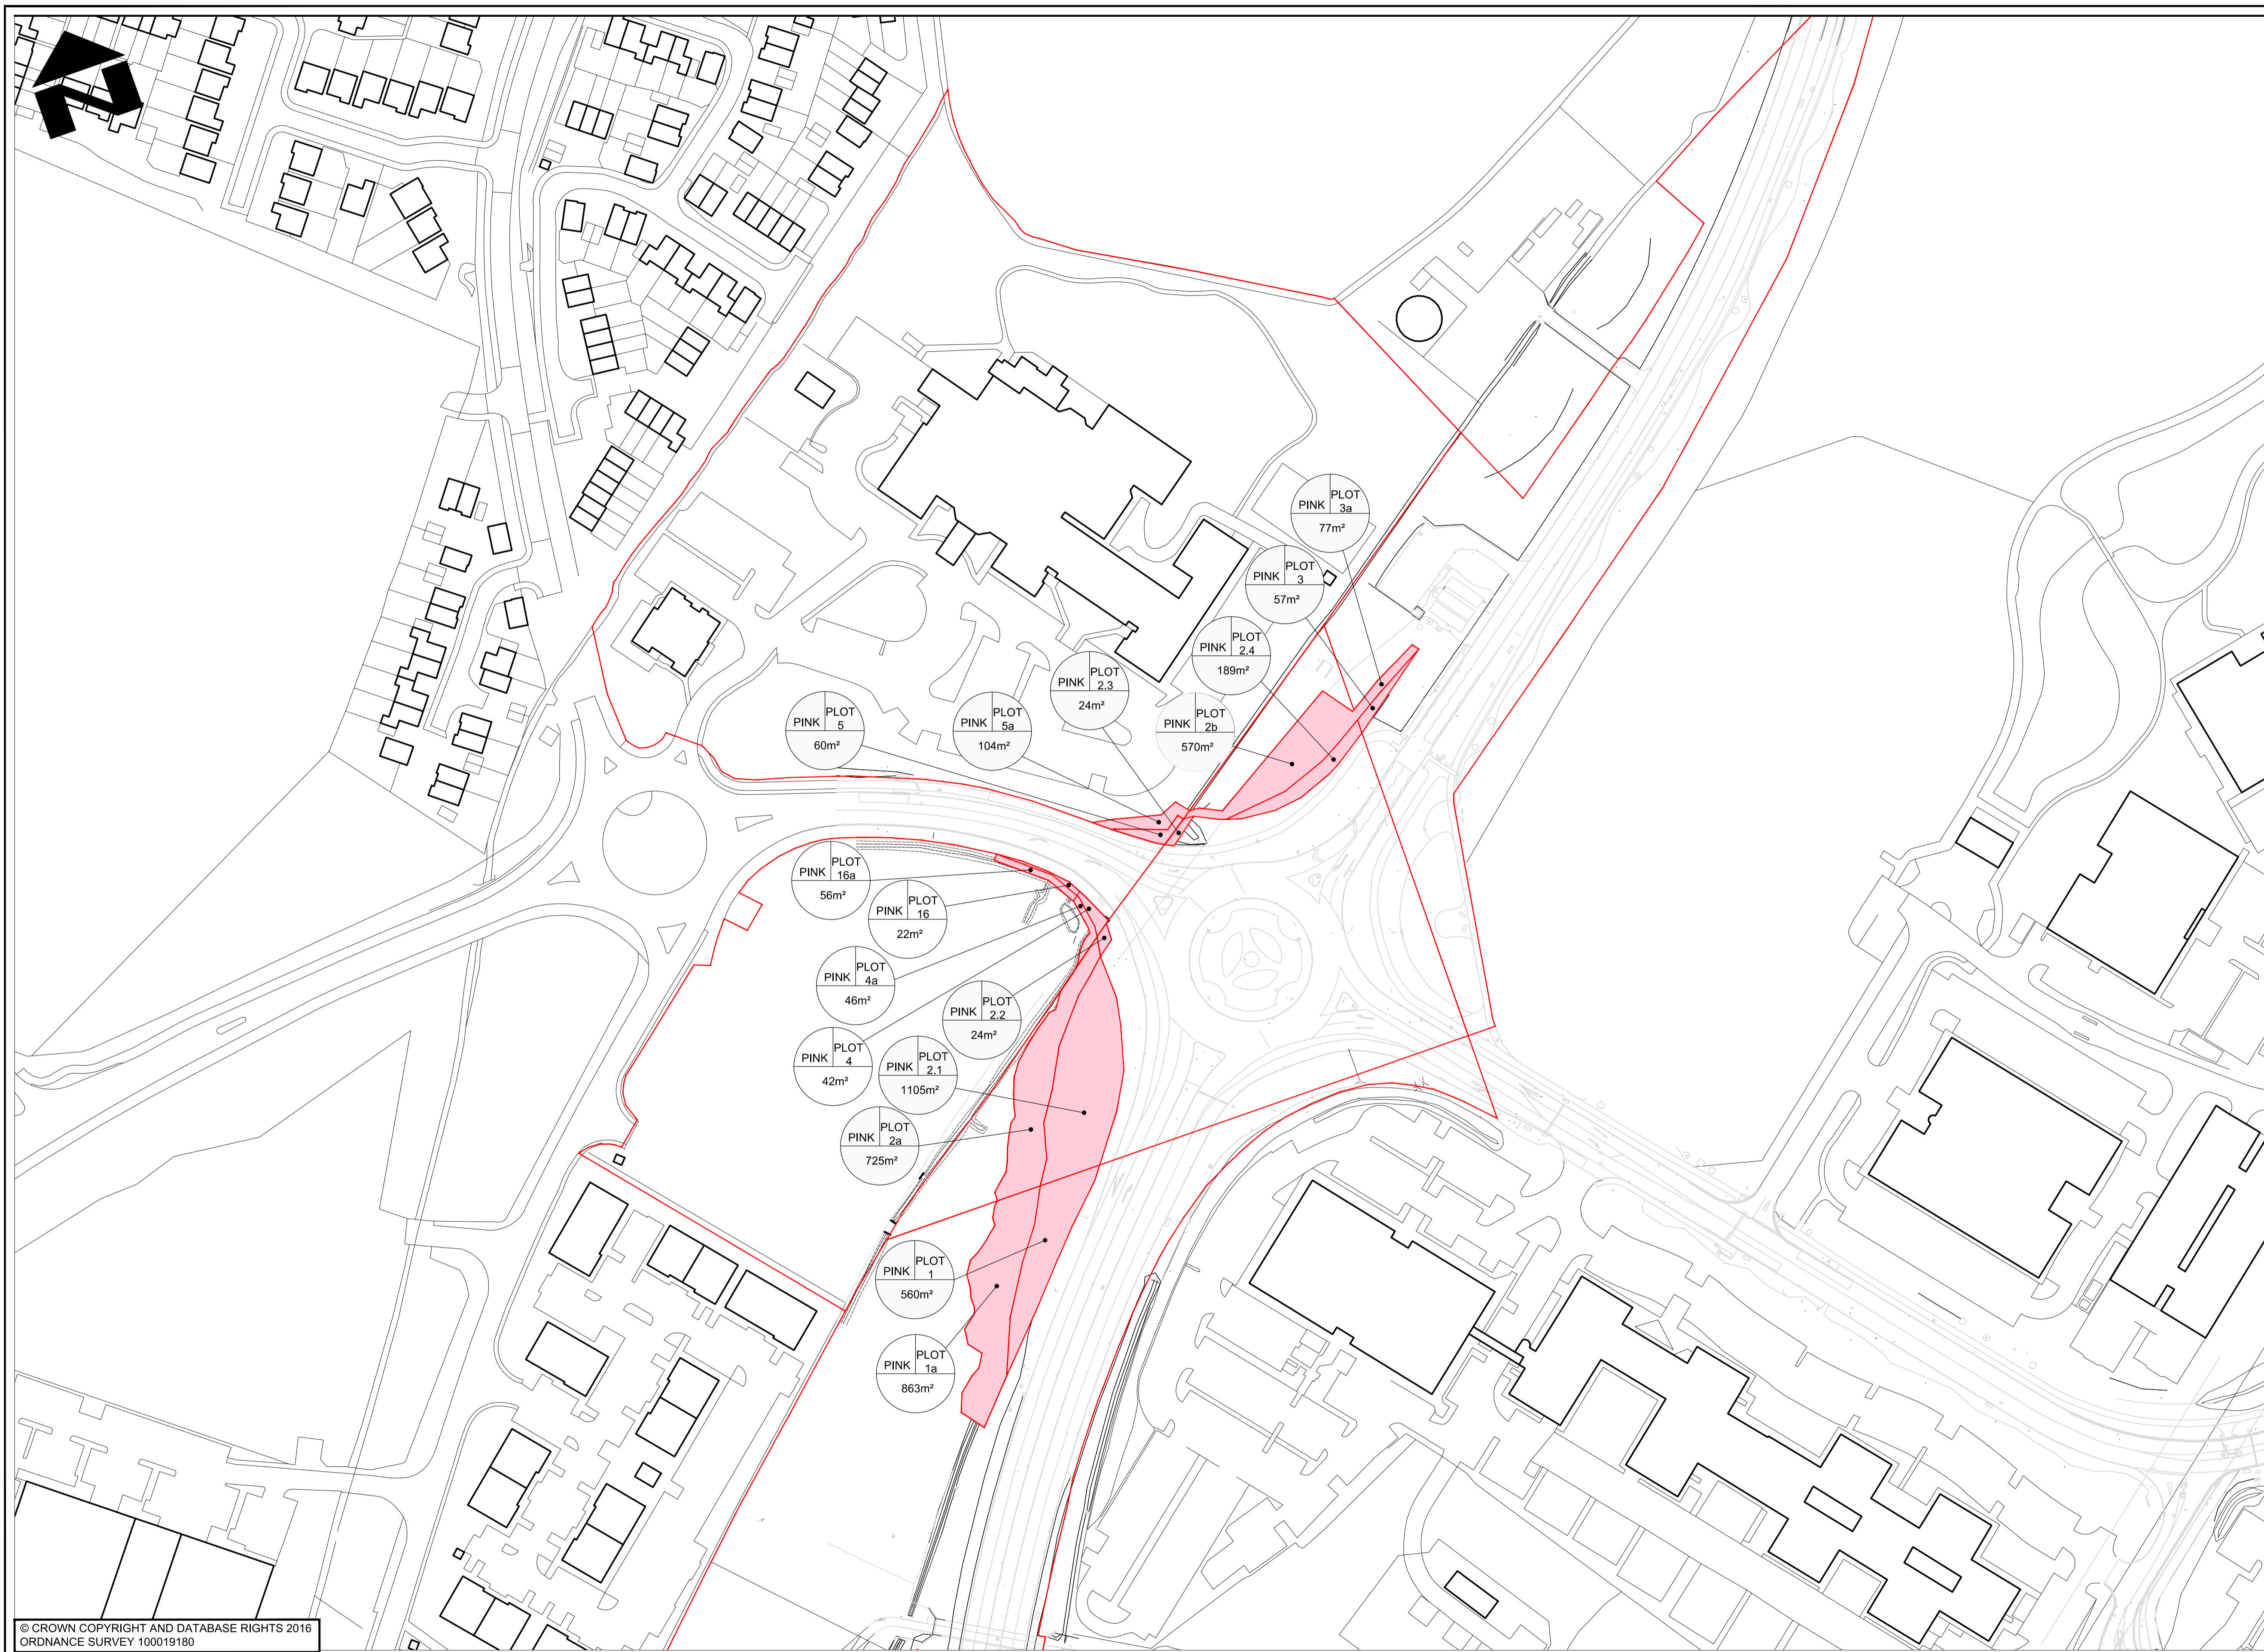 PINK PLOT 3a
77m²
PINK PLOT 3
57m²
PINK PLOT 2.4
189m²
PINK PLOT 2.3
24m²
PINK PLOT 5
60m²
PINK PLOT 5a
104m²
PINK PLOT 2b
570m²
PINK PLOT 16a
56m²
PINK PLOT 16
22m²
PINK PLOT 4a
46m²
PINK PLOT 2.2
24m²
PINK PLOT 4
42m²
PINK PLOT 2.1
1105m²
PINK PLOT 2a
725m²
PINK PLOT 1
560m²
PINK PLOT 1a
863m²
© CROWN COPYRIGHT AND DATABASE RIGHTS 2016
ORDNANCE SURVEY 100019180
N